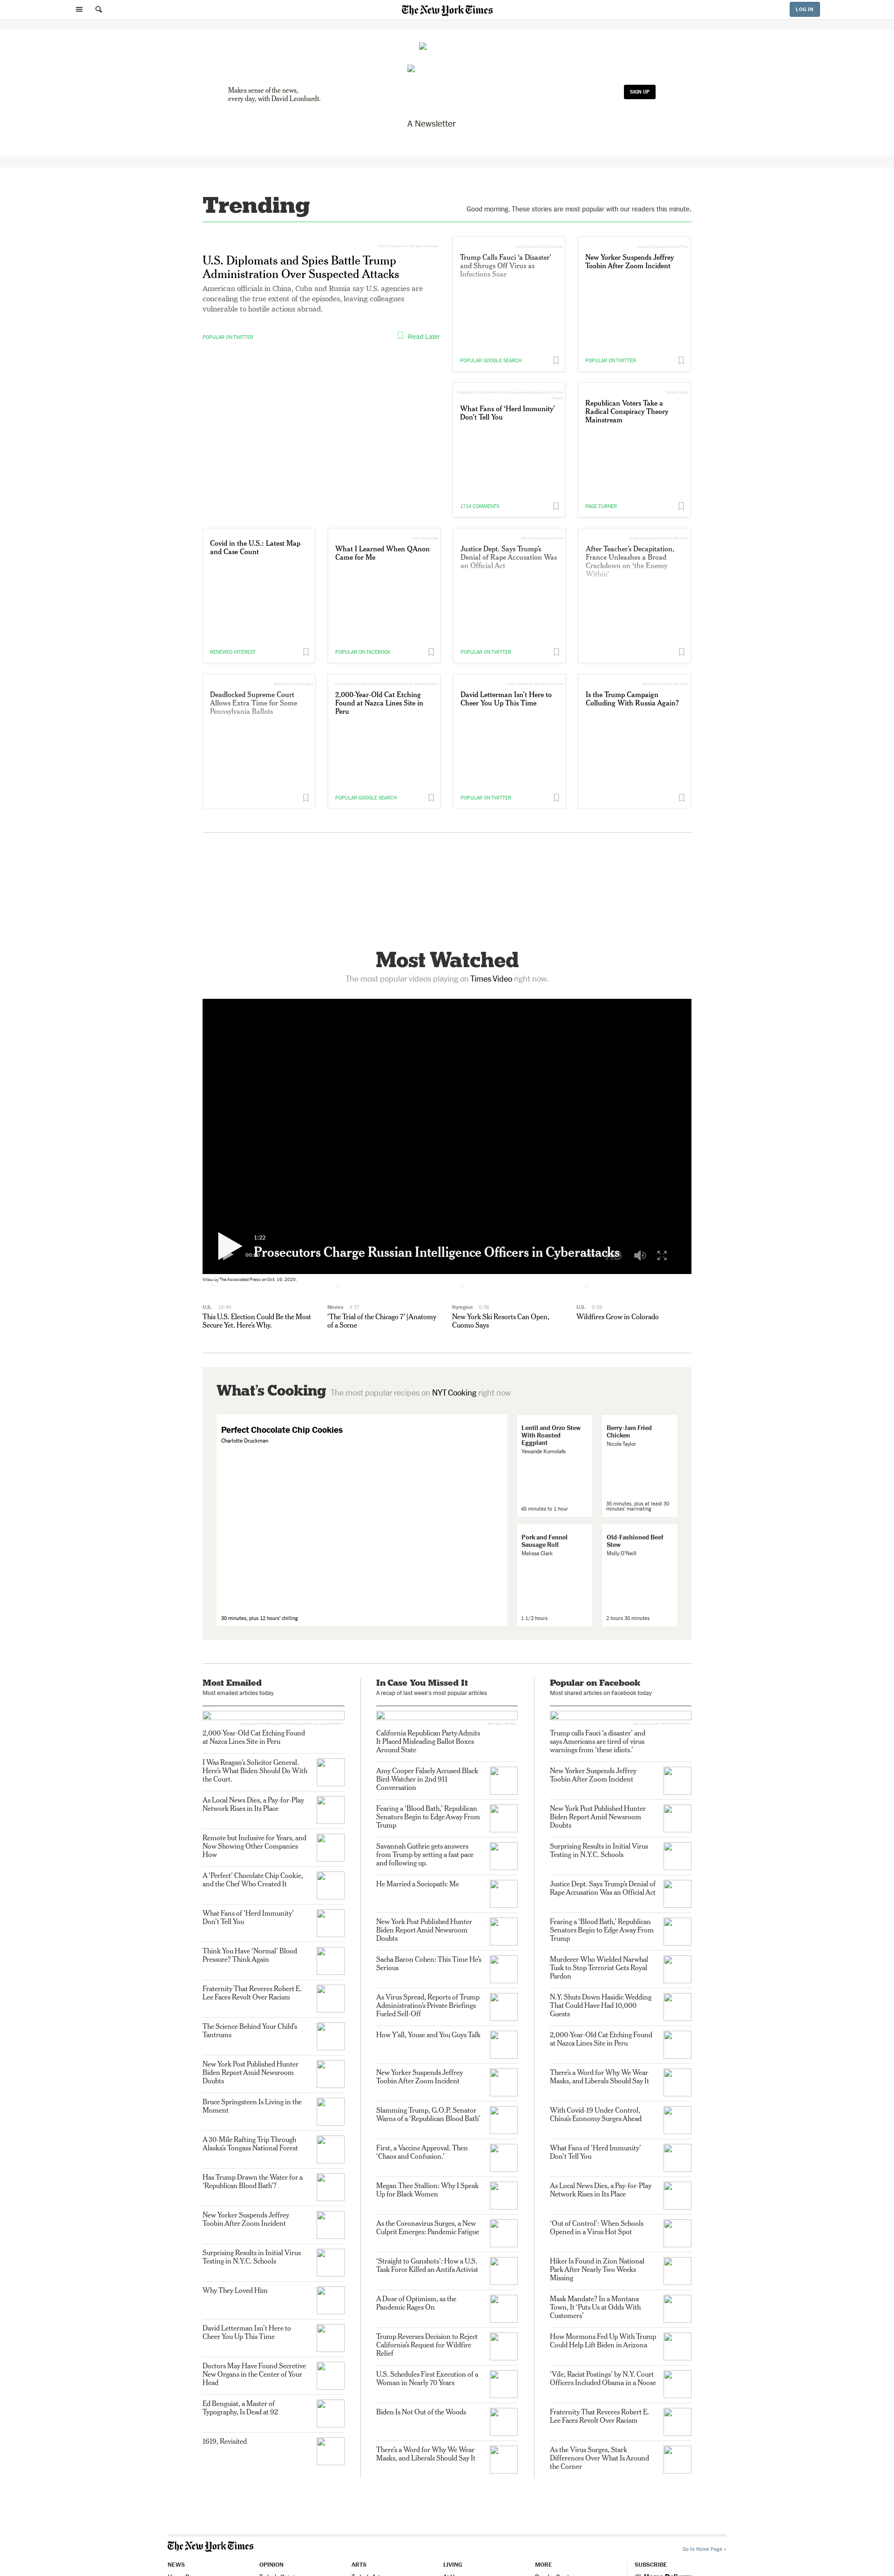 The New York Times
LOG IN
Makes sense of the news,
every day, with David Leonhardt.
SIGN UP
A Newsletter
Trending
Good morning. These stories are most popular with our readers this minute.
U.S. Diplomats and Spies Battle Trump
Administration Over Suspected Attacks
American officials in China, Cuba and Russia say U.S. agencies are
concealing the true extent of the episodes, leaving colleagues
vulnerable to hostile actions abroad.
POPULAR ON TWITTER
Read Later
Trump Calls Fauci ‘a Disaster’
and Shrugs Off Virus as
Infections Soar
POPULAR GOOGLE SEARCH
New Yorker Suspends Jeffrey
Toobin After Zoom Incident
POPULAR ON TWITTER
What Fans of ‘Herd Immunity’
Don’t Tell You
1714 COMMENTS
Republican Voters Take a
Radical Conspiracy Theory
Mainstream
PAGE-TURNER
Covid in the U.S.: Latest Map
and Case Count
RENEWED INTEREST
What I Learned When QAnon
Came for Me
POPULAR ON FACEBOOK
Justice Dept. Says Trump’s
Denial of Rape Accusation Was
an Official Act
POPULAR ON TWITTER
After Teacher’s Decapitation,
France Unleashes a Broad
Crackdown on ‘the Enemy
Within’
Deadlocked Supreme Court
Allows Extra Time for Some
Pennsylvania Ballots
2,000-Year-Old Cat Etching
Found at Nazca Lines Site in
Peru
POPULAR GOOGLE SEARCH
David Letterman Isn’t Here to
Cheer You Up This Time
POPULAR ON TWITTER
Is the Trump Campaign
Colluding With Russia Again?
Most Watched
The most popular videos playing on Times Video right now.
1:22
Prosecutors Charge Russian Intelligence Officers in Cyberattacks
Video by The Associated Press on Oct. 19, 2020.
U.S.
This U.S. Election Could Be the Most
Secure Yet. Here’s Why.
Movies 4:37
‘The Trial of the Chicago 7’ | Anatomy
of a Scene
Nyregion 0:39
New York Ski Resorts Can Open,
Cuomo Says
U.S. 0:58
Wildfires Grow in Colorado
What’s Cooking The most popular recipes on NYT Cooking right now
Perfect Chocolate Chip Cookies
Charlotte Druckman
30 minutes, plus 12 hours’ chilling
Lentil and Orzo Stew
With Roasted
Eggplant
Yewande Komolafe
45 minutes to 1 hour
Berry-Jam Fried
Chicken
Nicole Taylor
35 minutes, plus at least 30
minutes’ marinating
Pork and Fennel
Sausage Roll
Melissa Clark
1 1/2 hours
Old-Fashioned Beef
Stew
Molly O’Neill
2 hours 30 minutes
Most Emailed
Most emailed articles today
2,000-Year-Old Cat Etching Found
at Nazca Lines Site in Peru
I Was Reagan’s Solicitor General.
Here’s What Biden Should Do With
the Court.
As Local News Dies, a Pay-for-Play
Network Rises in Its Place
Remote but Inclusive for Years, and
Now Showing Other Companies
How
A ‘Perfect’ Chocolate Chip Cookie,
and the Chef Who Created It
What Fans of ‘Herd Immunity’
Don’t Tell You
Think You Have ‘Normal’ Blood
Pressure? Think Again
Fraternity That Reveres Robert E.
Lee Faces Revolt Over Racism
The Science Behind Your Child’s
Tantrums
New York Post Published Hunter
Biden Report Amid Newsroom
Doubts
Bruce Springsteen Is Living in the
Moment
A 30-Mile Rafting Trip Through
Alaska’s Tongass National Forest
Has Trump Drawn the Water for a
‘Republican Blood Bath’?
New Yorker Suspends Jeffrey
Toobin After Zoom Incident
Surprising Results in Initial Virus
Testing in N.Y.C. Schools
Why They Loved Him
David Letterman Isn’t Here to
Cheer You Up This Time
Doctors May Have Found Secretive
New Organs in the Center of Your
Head
Ed Benguiat, a Master of
Typography, Is Dead at 92
1619, Revisited
In Case You Missed It
A recap of last week’s most popular articles
California Republican Party Admits
It Placed Misleading Ballot Boxes
Around State
Amy Cooper Falsely Accused Black
Bird-Watcher in 2nd 911
Conversation
Fearing a ‘Blood Bath,’ Republican
Senators Begin to Edge Away From
Trump
Savannah Guthrie gets answers
from Trump by setting a fast pace
and following up.
He Married a Sociopath: Me
New York Post Published Hunter
Biden Report Amid Newsroom
Doubts
Sacha Baron Cohen: This Time He’s
Serious
As Virus Spread, Reports of Trump
Administration’s Private Briefings
Fueled Sell-Off
How Y’all, Youse and You Guys Talk
New Yorker Suspends Jeffrey
Toobin After Zoom Incident
Slamming Trump, G.O.P. Senator
Warns of a ‘Republican Blood Bath’
First, a Vaccine Approval. Then
‘Chaos and Confusion.’
Megan Thee Stallion: Why I Speak
Up for Black Women
As the Coronavirus Surges, a New
Culprit Emerges: Pandemic Fatigue
‘Straight to Gunshots’: How a U.S.
Task Force Killed an Antifa Activist
A Dose of Optimism, as the
Pandemic Rages On
Trump Reverses Decision to Reject
California’s Request for Wildfire
Relief
U.S. Schedules First Execution of a
Woman in Nearly 70 Years
Biden Is Not Out of the Woods
There’s a Word for Why We Wear
Masks, and Liberals Should Say It
Popular on Facebook
Most shared articles on Facebook today
Trump calls Fauci ‘a disaster’ and
says Americans are tired of virus
warnings from ‘these idiots.’
New Yorker Suspends Jeffrey
Toobin After Zoom Incident
New York Post Published Hunter
Biden Report Amid Newsroom
Doubts
Surprising Results in Initial Virus
Testing in N.Y.C. Schools
Justice Dept. Says Trump’s Denial of
Rape Accusation Was an Official Act
Fearing a ‘Blood Bath,’ Republican
Senators Begin to Edge Away From
Trump
Murderer Who Wielded Narwhal
Tusk to Stop Terrorist Gets Royal
Pardon
N.Y. Shuts Down Hasidic Wedding
That Could Have Had 10,000
Guests
2,000-Year-Old Cat Etching Found
at Nazca Lines Site in Peru
There’s a Word for Why We Wear
Masks, and Liberals Should Say It
With Covid-19 Under Control,
China’s Economy Surges Ahead
What Fans of ‘Herd Immunity’
Don’t Tell You
As Local News Dies, a Pay-for-Play
Network Rises in Its Place
‘Out of Control’: When Schools
Opened in a Virus Hot Spot
Hiker Is Found in Zion National
Park After Nearly Two Weeks
Missing
Mask Mandate? In a Montana
Town, It ‘Puts Us at Odds With
Customers’
How Mormons Fed Up With Trump
Could Help Lift Biden in Arizona
‘Vile, Racist Postings’ by N.Y. Court
Officers Included Obama in a Noose
Fraternity That Reveres Robert E.
Lee Faces Revolt Over Racism
As the Virus Surges, Stark
Differences Over What Is Around
the Corner
The New York Times
Go to Home Page »
NEWS
OPINION
ARTS
LIVING
MORE
SUBSCRIBE